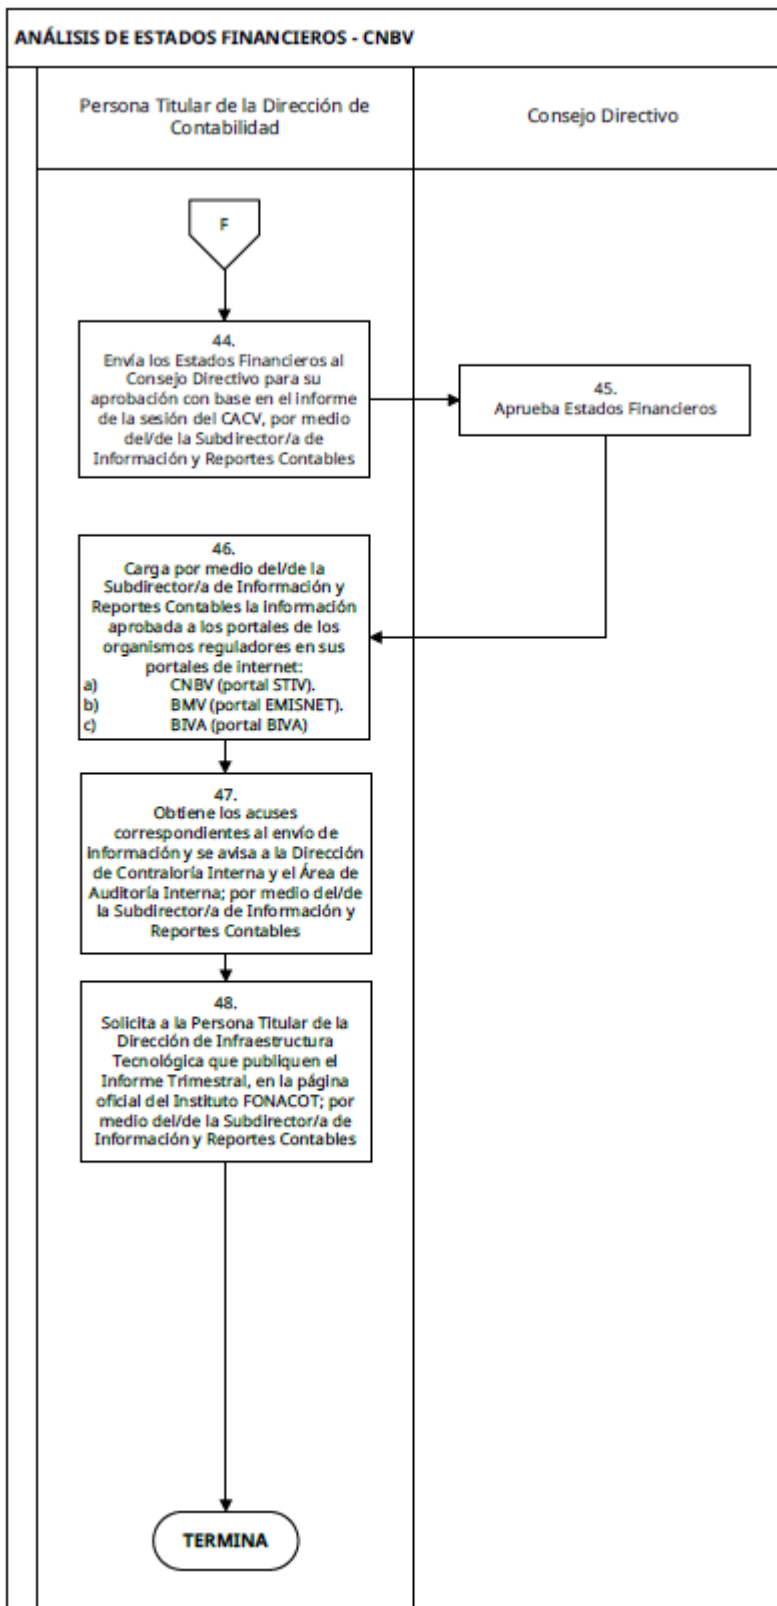 ANÁLISIS DE ESTADOS FINANCIEROS - CNBV
Persona Titular de la Dirección de
Contabilidad
Consejo Directivo
F
44.
Envía los Estados Financieros al
Consejo Directivo para su
aprobación con base en el informe
de la sesión del CACV, por medio
del/de la Subdirector/a de
Información y Reportes Contables
45.
Aprueba Estados Financieros
46.
Carga por medio del/de la
Subdirector/a de Información y
Reportes Contables la información
aprobada a los portales de los
organismos reguladores en sus
portales de internet:
a) CNBV (portal STIV).
b) BMV (portal EMISNET).
c) BIVA (portal BIVA)
47.
Obtiene los acuses
correspondientes al envío de
información y se avisa a la Dirección
de Contraloría Interna y el Área de
Auditoría Interna; por medio del/de
la Subdirector/a de Información y
Reportes Contables
48.
Solicita a la Persona Titular de la
Dirección de Infraestructura
Tecnológica que publiquen el
Informe Trimestral, en la página
oficial del Instituto FONACOT; por
medio del/de la Subdirector/a de
Información y Reportes Contables
TERMINA